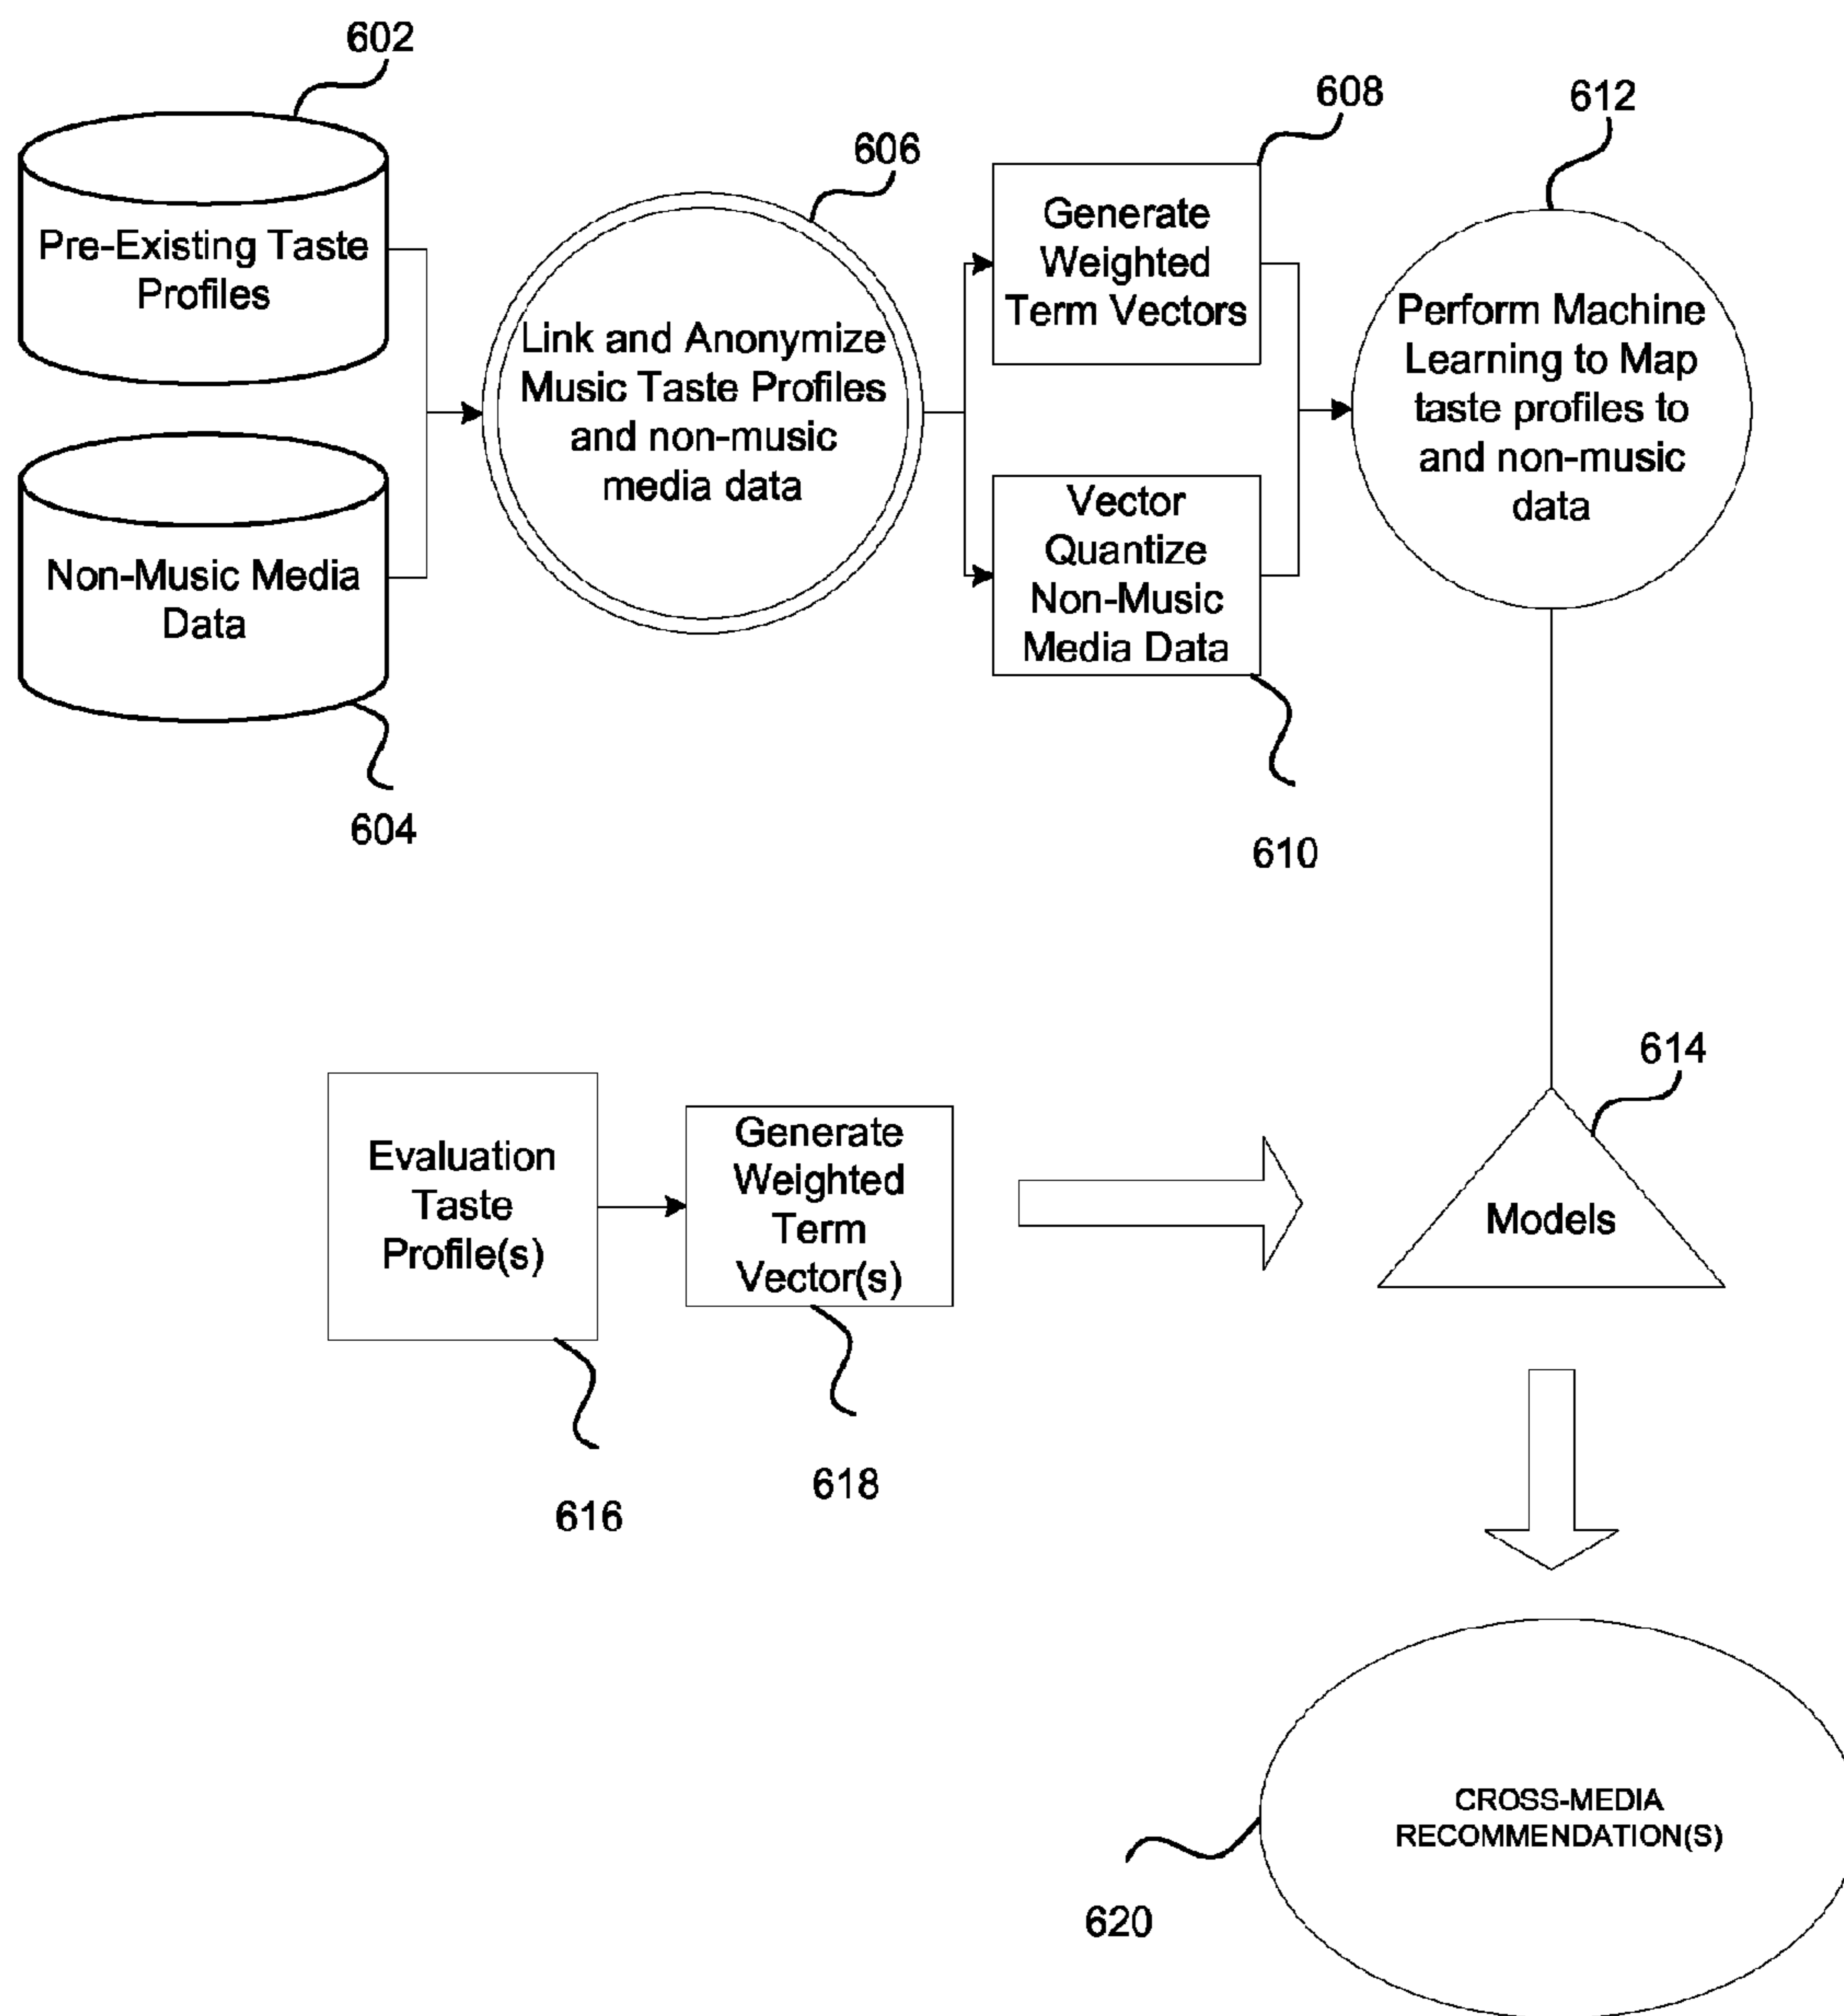 602
Pre-Existing Taste
Profiles
Non-Music Media
Data
604
606
Link and Anonymize
Music Taste Profiles
and non-music
media data
608
Generate
Weighted
Term Vectors
Vector
Quantize
Non-Music
Media Data
610
612
Perform Machine
Learning to Map
taste profiles to
and non-music
data
614
Models
Evaluation
Taste
Profile(s)
616
Generate
Weighted
Term
Vector(s)
618
CROSS-MEDIA
RECOMMENDATION(S)
620